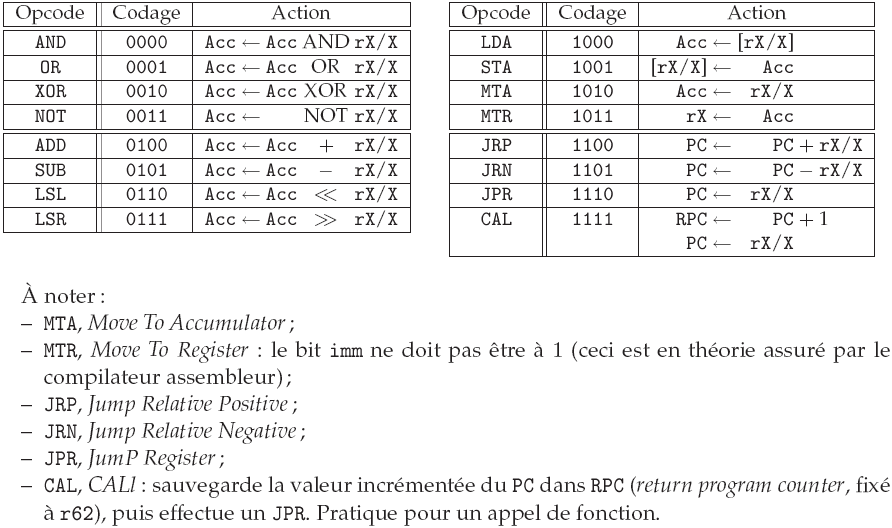 Opcode Codage Action
AND 0000 Acc ← Acc AND rX/X
OR 0001 Acc ← Acc OR rX/X
XOR 0010 Acc ← Acc XOR rX/X
NOT 0011 Acc ← NOT rX/X
ADD 0100 Acc ← Acc + rX/X
SUB 0101 Acc ← Acc − rX/X
LSL 0110 Acc ← Acc ≪ rX/X
LSR 0111 Acc ← Acc ≫ rX/X
Opcode Codage Action
LDA 1000 Acc ← [rX/X]
STA 1001 [rX/X] ← Acc
MTA 1010 Acc ← rX/X
MTR 1011 rX ← Acc
JRP 1100 PC ← PC + rX/X
JRN 1101 PC ← PC − rX/X
JPR 1110 PC ← rX/X
CAL 1111 RPC ← PC + 1
PC ← rX/X
À noter :
– MTA, Move To Accumulator ;
– MTR, Move To Register : le bit imm ne doit pas être à 1 (ceci est en théorie assuré par le
compilateur assembleur) ;
– JRP, Jump Relative Positive ;
– JRN, Jump Relative Negative ;
– JPR, JumP Register ;
– CAL, CALl : sauvegarde la valeur incrémentée du PC dans RPC (return program counter, fixé
à r62), puis effectue un JPR. Pratique pour un appel de fonction.